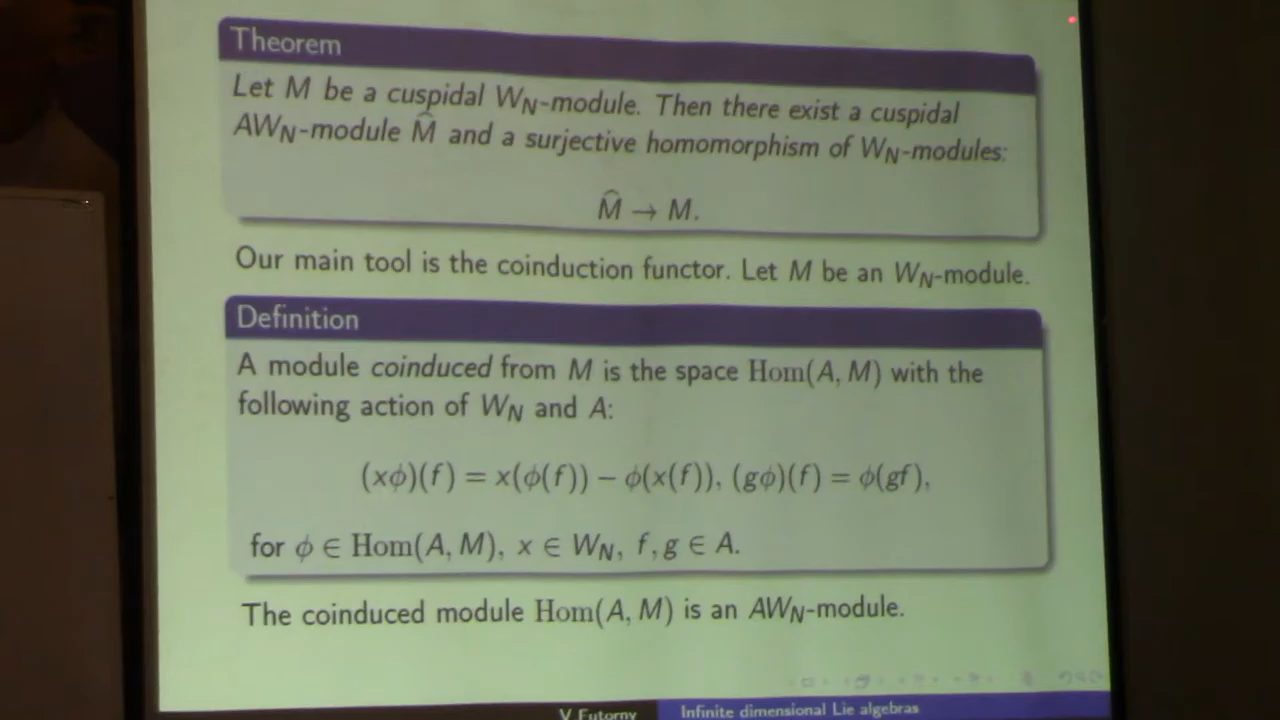 Theorem
Let M be a cuspidal W_N-module. Then there exist a cuspidal
AW_N-module M̂ and a surjective homomorphism of W_N-modules:
M̂ → M.
Our main tool is the coinduction functor. Let M be an W_N-module.
Definition
A module coinduced from M is the space Hom(A, M) with the
following action of W_N and A:
(xϕ)(f) = x(ϕ(f)) − ϕ(x(f)), (gϕ)(f) = ϕ(gf),
for ϕ ∈ Hom(A, M), x ∈ W_N, f, g ∈ A.
The coinduced module Hom(A, M) is an AW_N-module.
V. Futorny Infinite dimensional Lie algebras